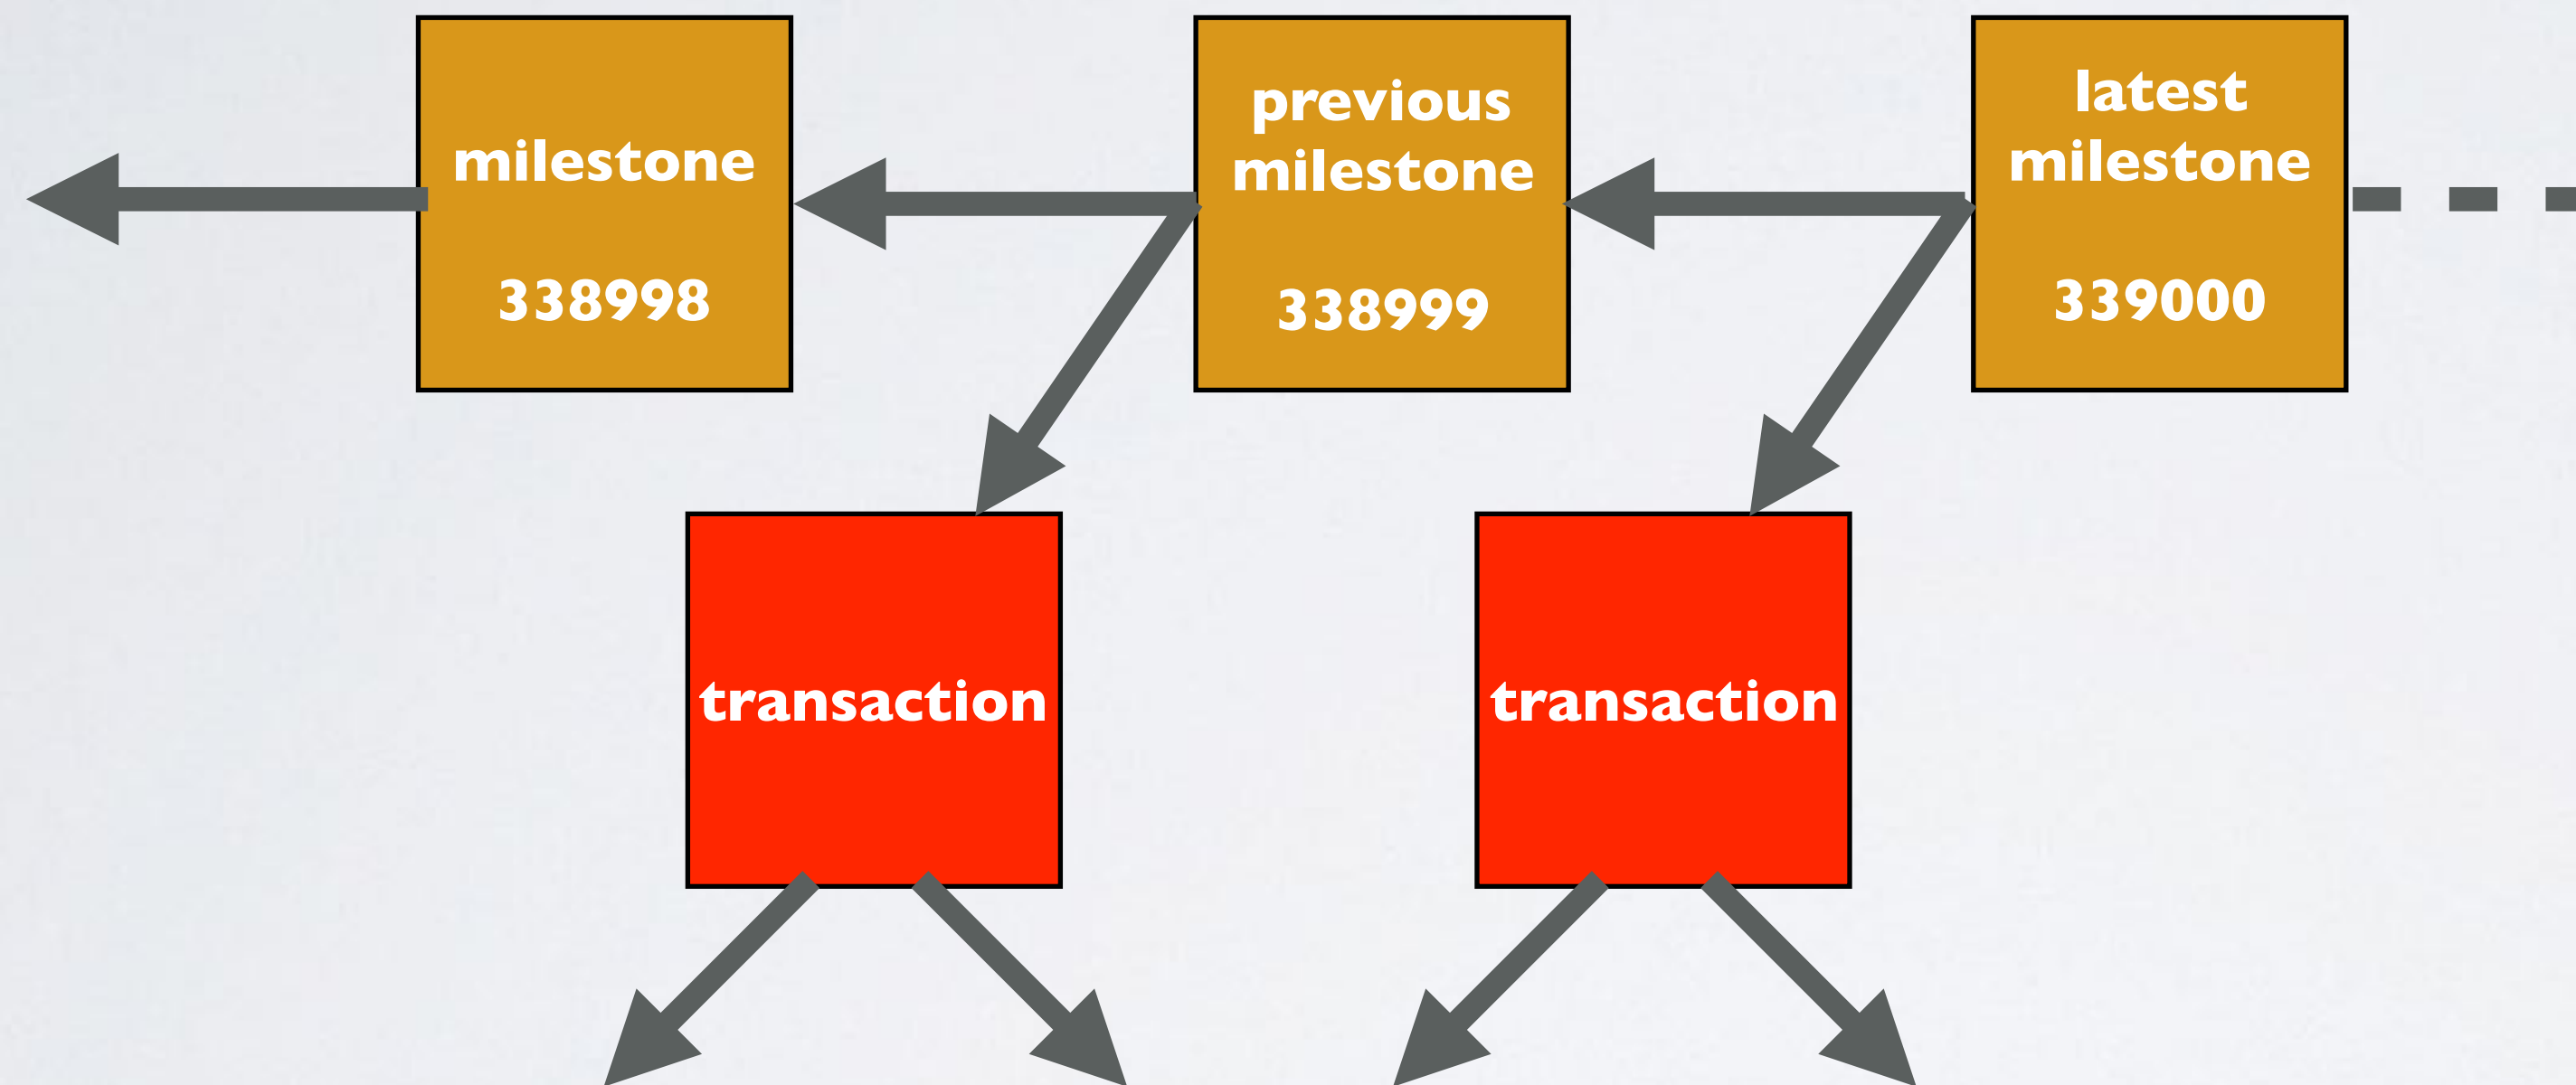 milestone
338998
previous
milestone
338999
latest
milestone
339000
transaction
transaction